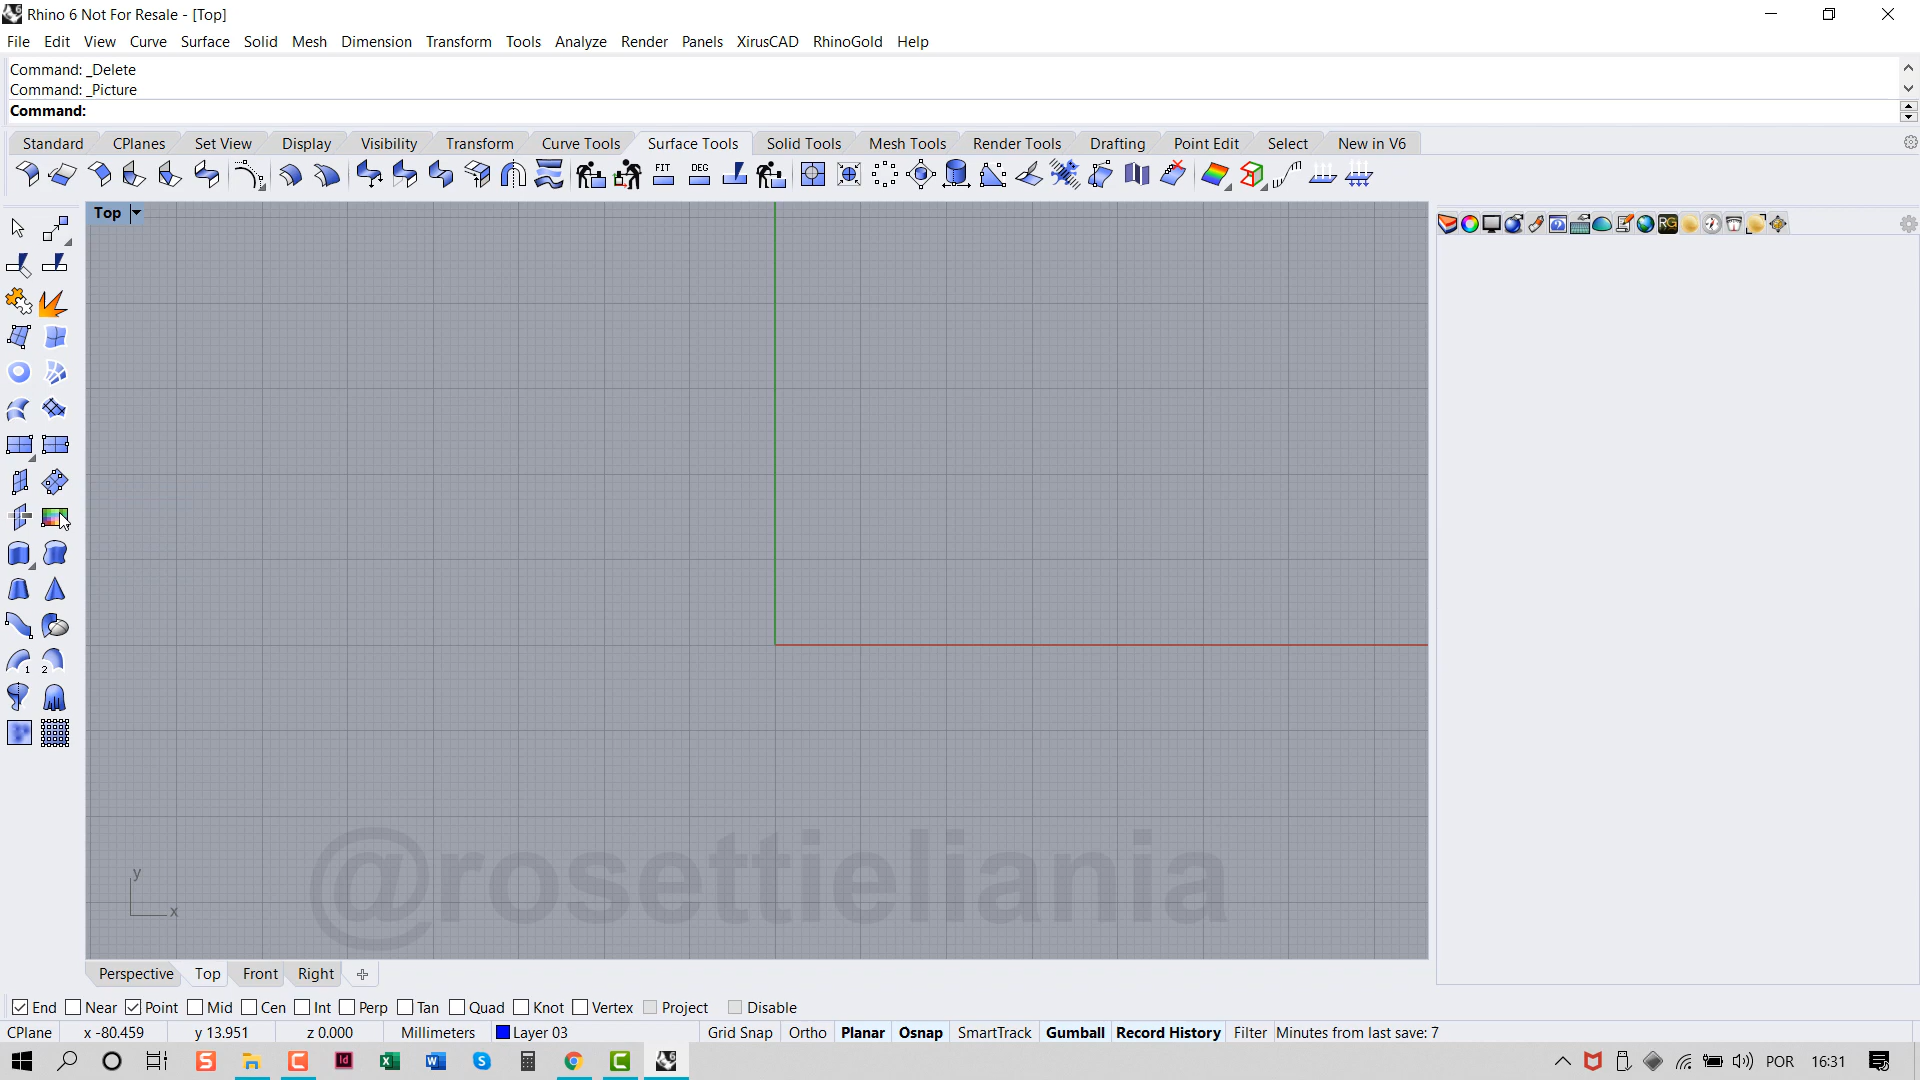 Rhino 6 Not For Resale - [Top]
File Edit View Curve Surface Solid Mesh Dimension Transform Tools Analyze Render Panels XirusCAD RhinoGold Help
Command: _Delete
Command: _Picture
Command:
Standard CPlanes Set View Display Visibility Transform Curve Tools Surface Tools Solid Tools Mesh Tools Render Tools Drafting Point Edit Select New in V6
FIT DEG
Top
RG
1 2
y
x
@rosettieliania
Perspective Top Front Right
End Near Point Mid Cen Int Perp Tan Quad Knot Vertex Project Disable
CPlane x -80.459 y 13.951 z 0.000 Millimeters Layer 03 Grid Snap Ortho Planar Osnap SmartTrack Gumball Record History Filter Minutes from last save: 7
POR 16:31